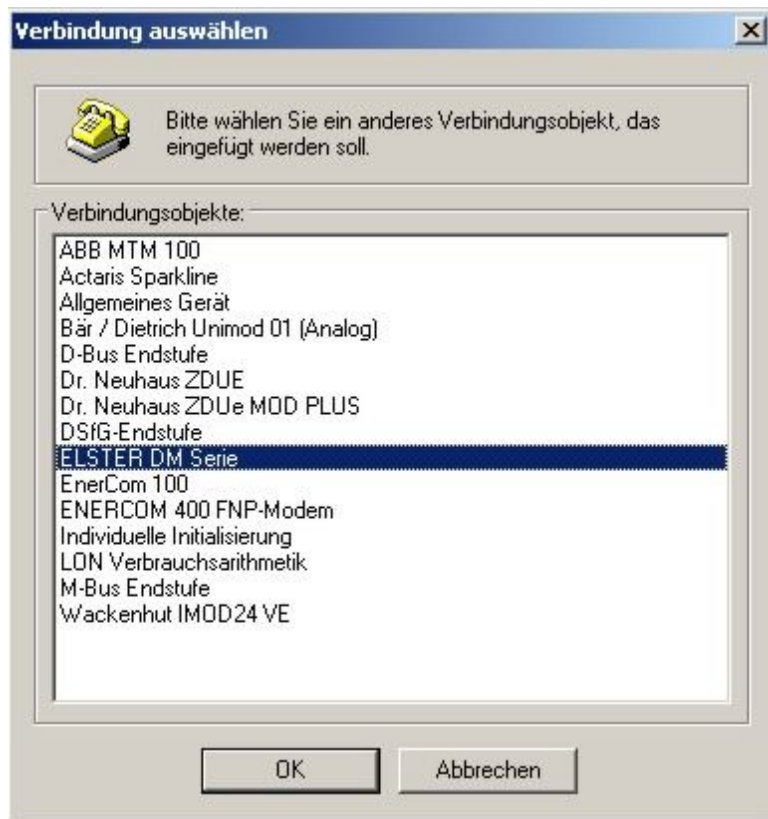 Verbindung auswählen
Bitte wählen Sie ein anderes Verbindungsobjekt, das
eingefügt werden soll.
Verbindungsobjekte:
ABB MTM 100
Actaris Sparkline
Allgemeines Gerät
Bär / Dietrich Unimod 01 (Analog)
D-Bus Endstufe
Dr. Neuhaus ZDUE
Dr. Neuhaus ZDUe MOD PLUS
DSfG-Endstufe
ELSTER DM Serie
EnerCom 100
ENERCOM 400 FNP-Modem
Individuelle Initialisierung
LON Verbrauchsarithmetik
M-Bus Endstufe
Wackenhut IMOD24 VE
OK
Abbrechen